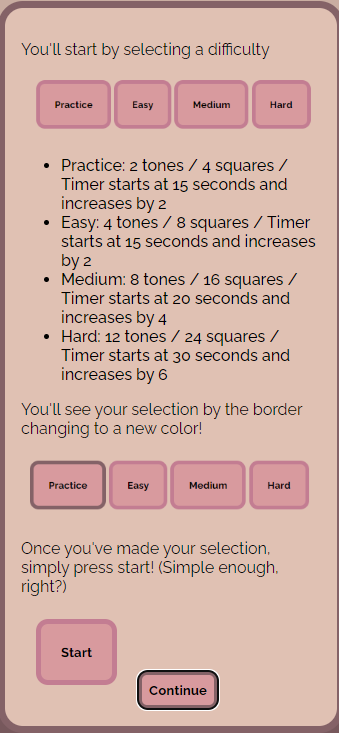 You'll start by selecting a difficulty
Practice Easy Medium Hard
• Practice: 2 tones / 4 squares /
Timer starts at 15 seconds and
increases by 2
• Easy: 4 tones / 8 squares / Timer
starts at 15 seconds and increases
by 2
• Medium: 8 tones / 16 squares /
Timer starts at 20 seconds and
increases by 4
• Hard: 12 tones / 24 squares /
Timer starts at 30 seconds and
increases by 6
You'll see your selection by the border
changing to a new color!
Practice Easy Medium Hard
Once you've made your selection,
simply press start! (Simple enough,
right?)
Start
Continue